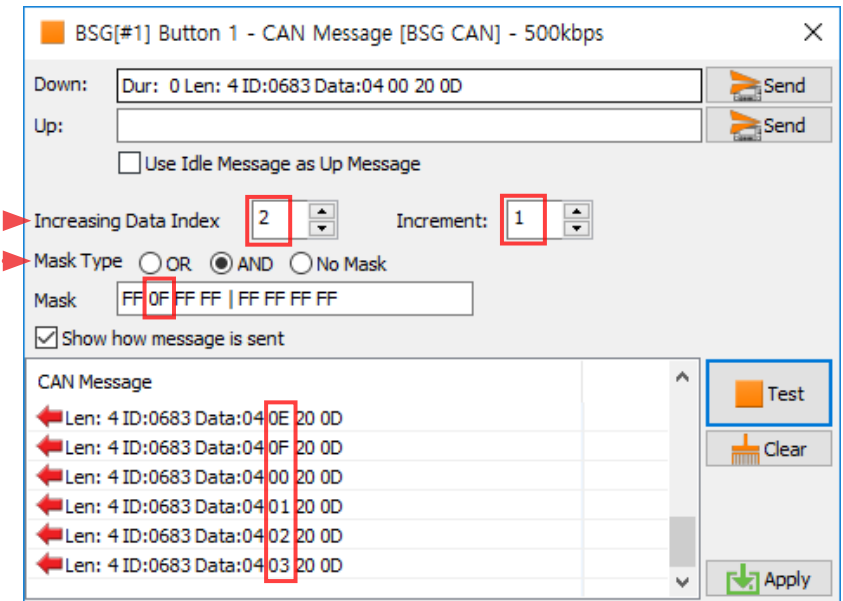 BSG[#1] Button 1 - CAN Message [BSG CAN] - 500kbps
Down: Dur: 0 Len: 4 ID:0683 Data:04 00 20 0D Send
Up: Send
Use Idle Message as Up Message
Increasing Data Index 2 Increment: 1
Mask Type OR AND No Mask
Mask FF 0F FF FF | FF FF FF FF
Show how message is sent
CAN Message
Test
Len: 4 ID:0683 Data:04 0E 20 0D
Len: 4 ID:0683 Data:04 0F 20 0D Clear
Len: 4 ID:0683 Data:04 00 20 0D
Len: 4 ID:0683 Data:04 01 20 0D
Len: 4 ID:0683 Data:04 02 20 0D
Len: 4 ID:0683 Data:04 03 20 0D
Apply